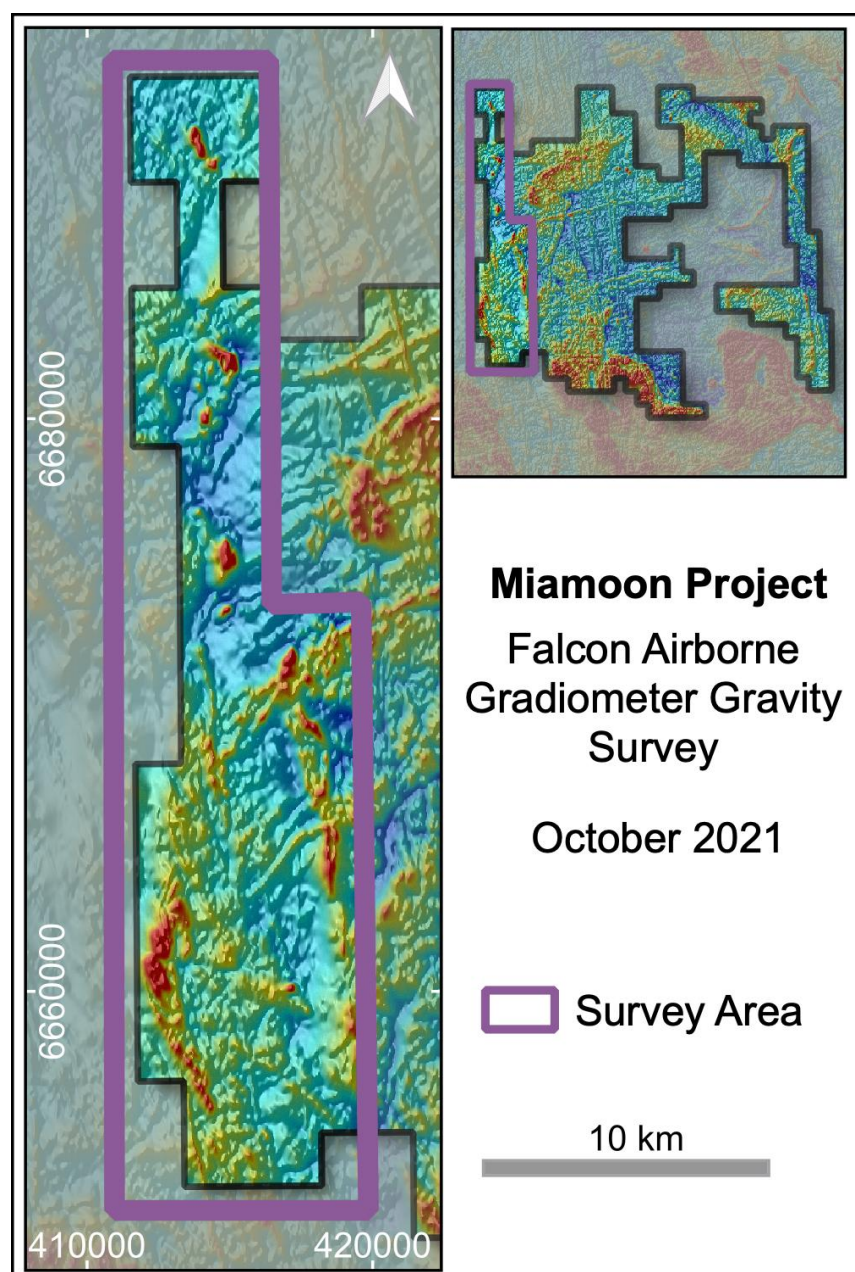 6680000
6660000
410000
420000
Miamoon Project
Falcon Airborne
Gradiometer Gravity
Survey
October 2021
Survey Area
10 km